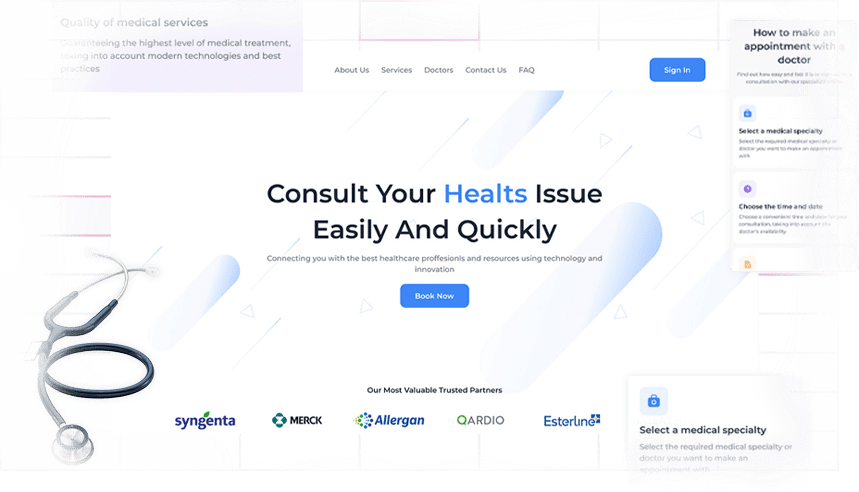 Quality of medical services
Guaranteeing the highest level of medical treatment,
taking into account modern technologies and best
practices
About Us Services Doctors Contact Us FAQ
Sign In
How to make an
appointment with a
doctor
Find out how easy and fast it is to
consultation with our specialist
Select a medical specialty
Select the required medical specialty or
doctor you want to make an appointment
with
Choose the time and date
Choose a convenient time and date for your
consultation, taking into account the
doctor's availability
Consult Your Healts Issue
Easily And Quickly
Connecting you with the best healthcare proffesionls and resources using technology and
innovation
Book Now
Our Most Valuable Trusted Partners
syngenta
MERCK
Allergan
QARDIO
Esterline
Select a medical specialty
Select the required medical specialty or
doctor you want to make an
appointment with